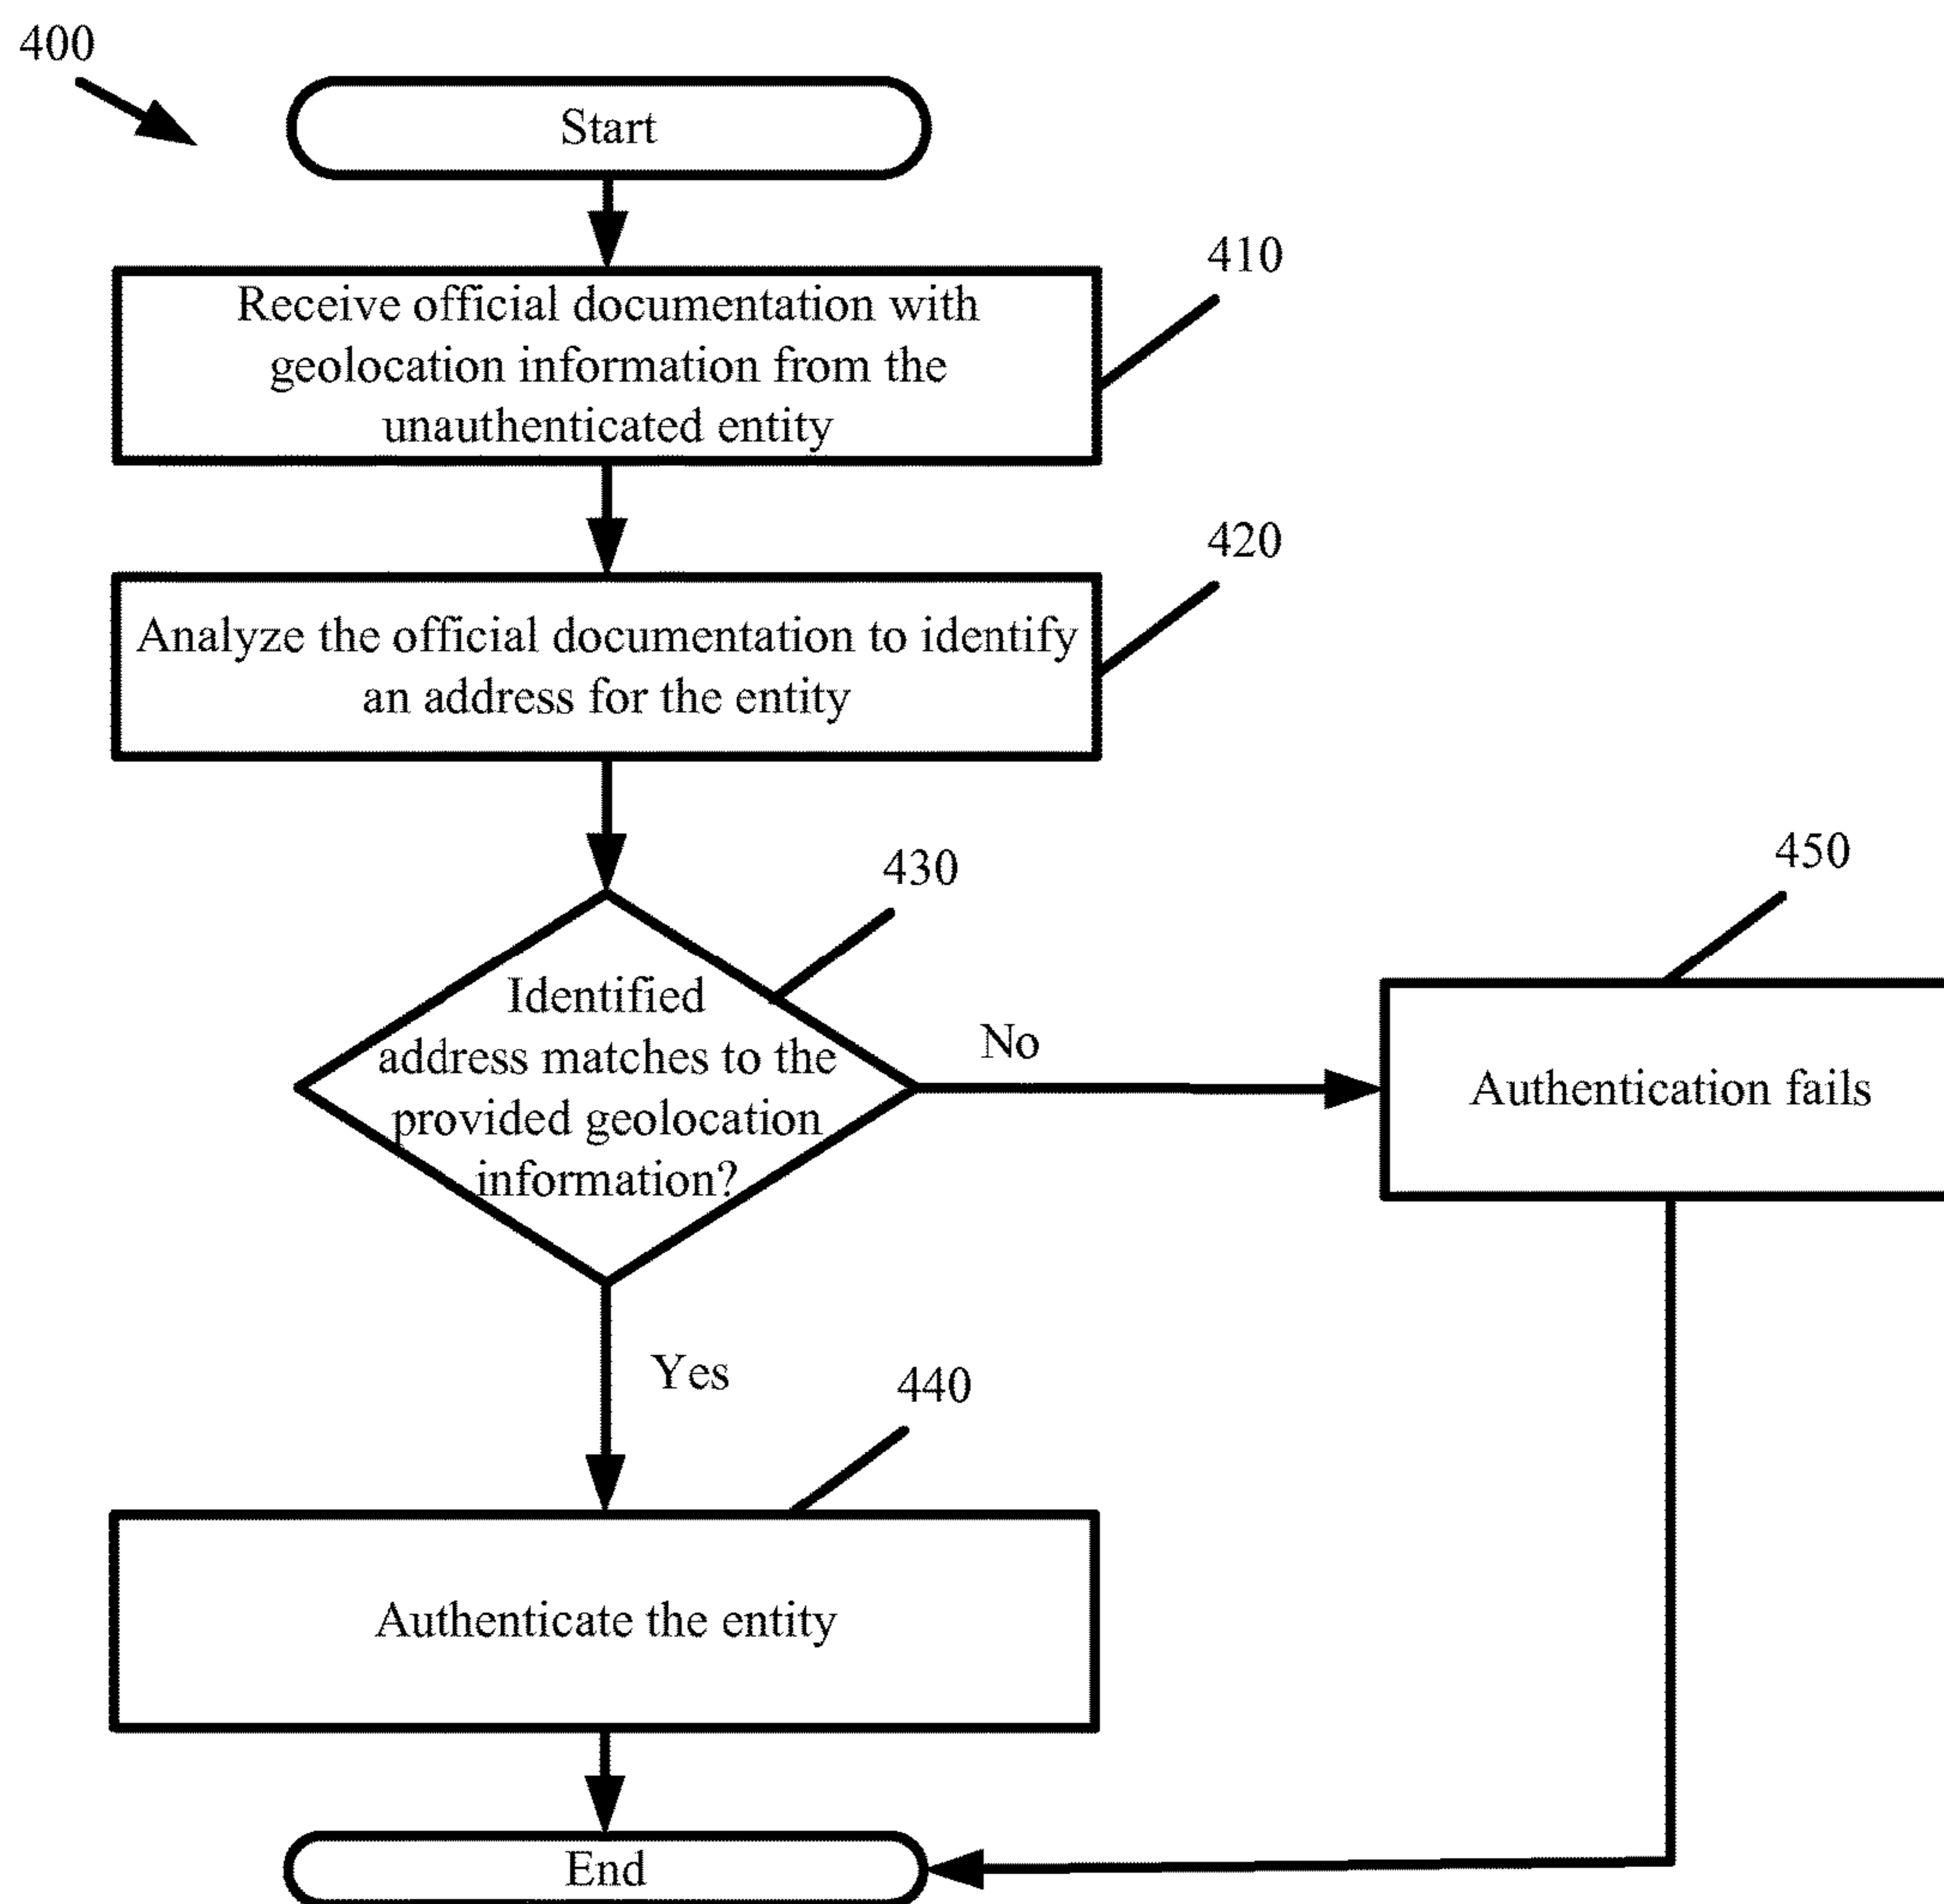 400
Start
410
Receive official documentation with
geolocation information from the
unauthenticated entity
420
Analyze the official documentation to identify
an address for the entity
430
450
Identified
address matches to the
provided geolocation
information?
No
Authentication fails
Yes
440
Authenticate the entity
End